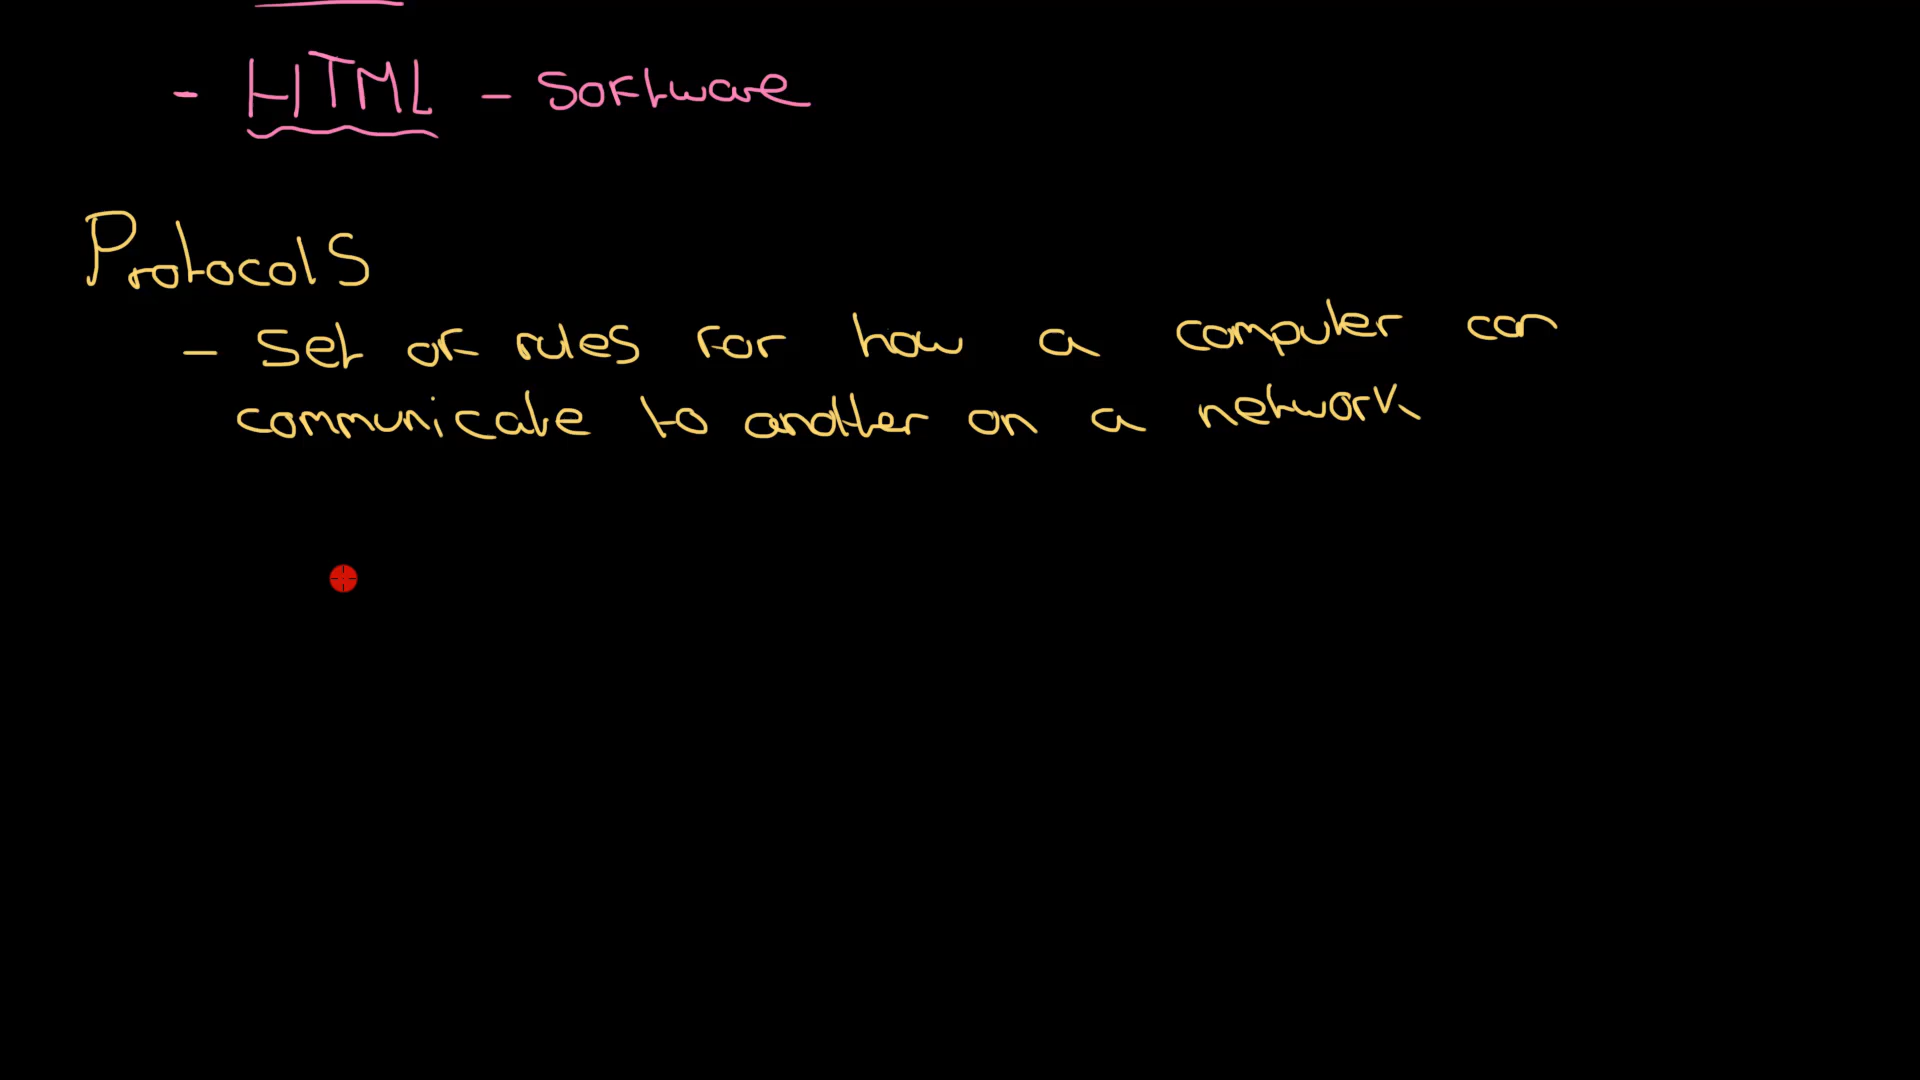 - HTML - Software
Protocols
- Set of rules for how a computer can
communicate to another on a network